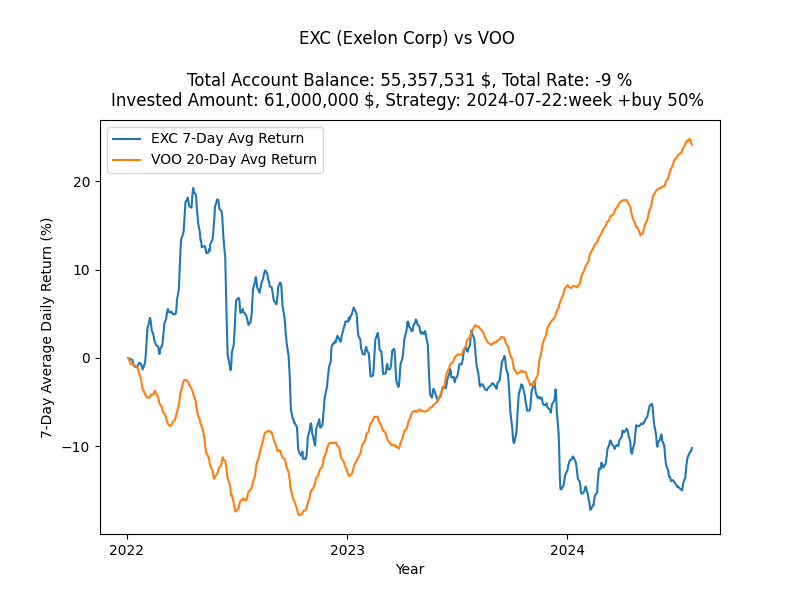 EXC (Exelon Corp) vs VOO
Total Account Balance: 55,357,531 $, Total Rate: -9 %
Invested Amount: 61,000,000 $, Strategy: 2024-07-22:week +buy 50%
EXC 7-Day Avg Return
VOO 20-Day Avg Return
7-Day Average Daily Return (%)
20
10
0
−10
2022
2023
2024
Year